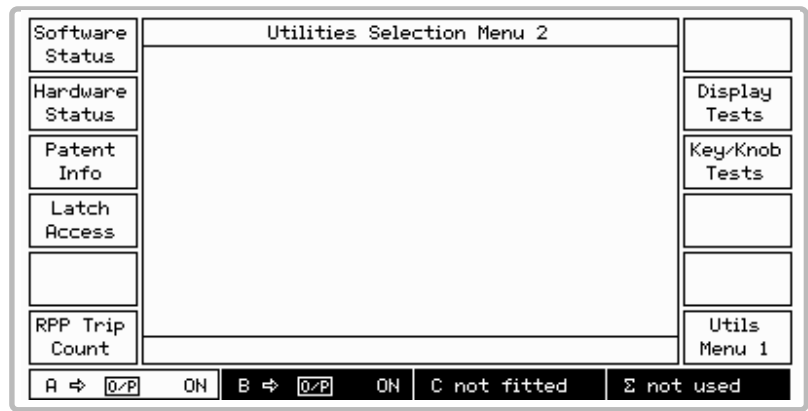 Utilities Selection Menu 2
Software
Status
Hardware
Status
Patent
Info
Latch
Access
RPP Trip
Count
Display
Tests
Key/Knob
Tests
Utils
Menu 1
A ⇨ O/P ON B ⇨ O/P ON C not fitted Σ not used